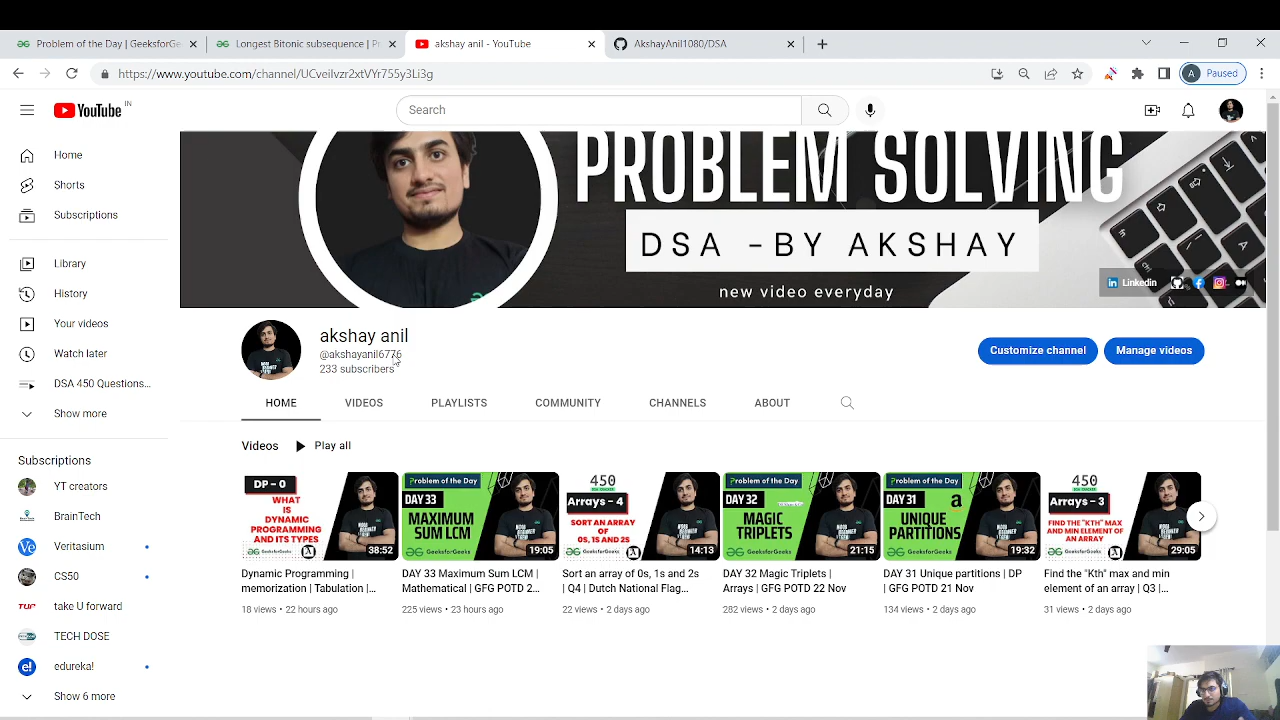 Problem of the Day | GeeksforGe
Longest Bitonic subsequence | Pr
akshay anil - YouTube
AkshayAnil1080/DSA
https://www.youtube.com/channel/UCveiIvzr2xtVYr755y3Li3g
A
Paused
YouTube
IN
Search
Home
Shorts
Subscriptions
Library
History
Your videos
Watch later
DSA 450 Questions...
Show more
Subscriptions
Y Creators
BrainTv
Veritasium
CS50
take U forward
TECH DOSE
edureka!
Show 6 more
PROBLEM SOLVING
DSA -BY AKSHAY
new video everyday
Linkedin
akshay anil
@akshayanil6776
233 subscribers
Customize channel
Manage videos
HOME
VIDEOS
PLAYLISTS
COMMUNITY
CHANNELS
ABOUT
Videos
Play all
DP - 0
WHAT
IS
DYNAMIC
PROGRAMMING
AND ITS TYPES
GeeksforGeeks
38:52
Dynamic Programming |
memorization | Tabulation |...
18 views • 22 hours ago
Problem of the Day
DAY 33
MAXIMUM
SUM LCM
GeeksforGeeks
19:05
DAY 33 Maximum Sum LCM |
Mathematical | GFG POTD 2...
225 views • 23 hours ago
450
Arrays - 4
SORT AN ARRAY
OF
0S, 1S AND 2S
GeeksforGeeks
14:13
Sort an array of 0s, 1s and 2s
| Q4 | Dutch National Flag...
22 views • 2 days ago
Problem of the Day
DAY 32
MAGIC
TRIPLETS
GeeksforGeeks
21:15
DAY 32 Magic Triplets |
Arrays | GFG POTD 22 Nov
282 views • 2 days ago
Problem of the Day
DAY 31
a
UNIQUE
PARTITIONS
GeeksforGeeks
19:32
DAY 31 Unique partitions | DP
| GFG POTD 21 Nov
134 views • 2 days ago
450
Arrays - 3
FIND THE "KTH" MAX
AND MIN ELEMENT OF
AN ARRAY
GeeksforGeeks
29:05
Find the "Kth" max and min
element of an array | Q3 |...
31 views • 2 days ago